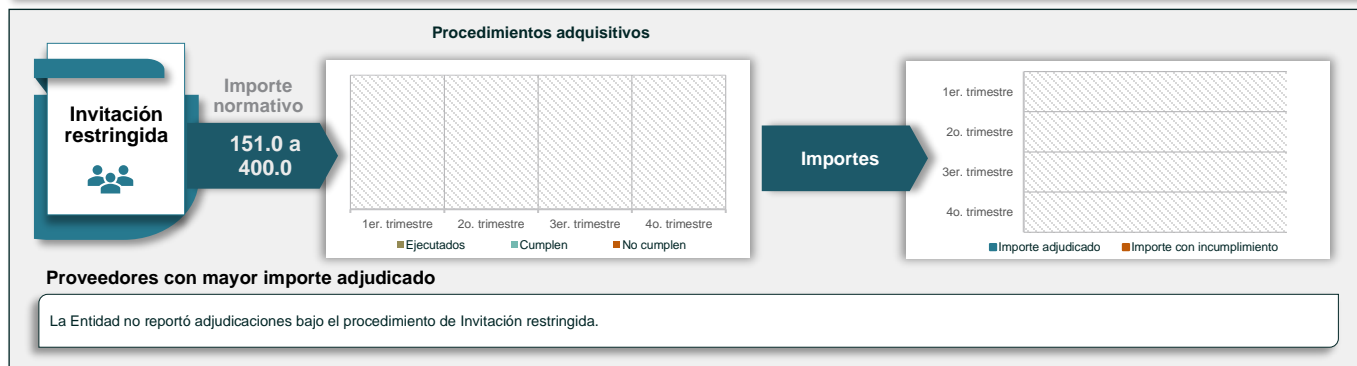 Procedimientos adquisitivos
Invitación
restringida
Importe
normativo
151.0 a
400.0
1er. trimestre
2o. trimestre
3er. trimestre
4o. trimestre
Ejecutados
Cumplen
No cumplen
Importes
1er. trimestre
2o. trimestre
3er. trimestre
4o. trimestre
Importe adjudicado
Importe con incumplimiento
Proveedores con mayor importe adjudicado
La Entidad no reportó adjudicaciones bajo el procedimiento de Invitación restringida.